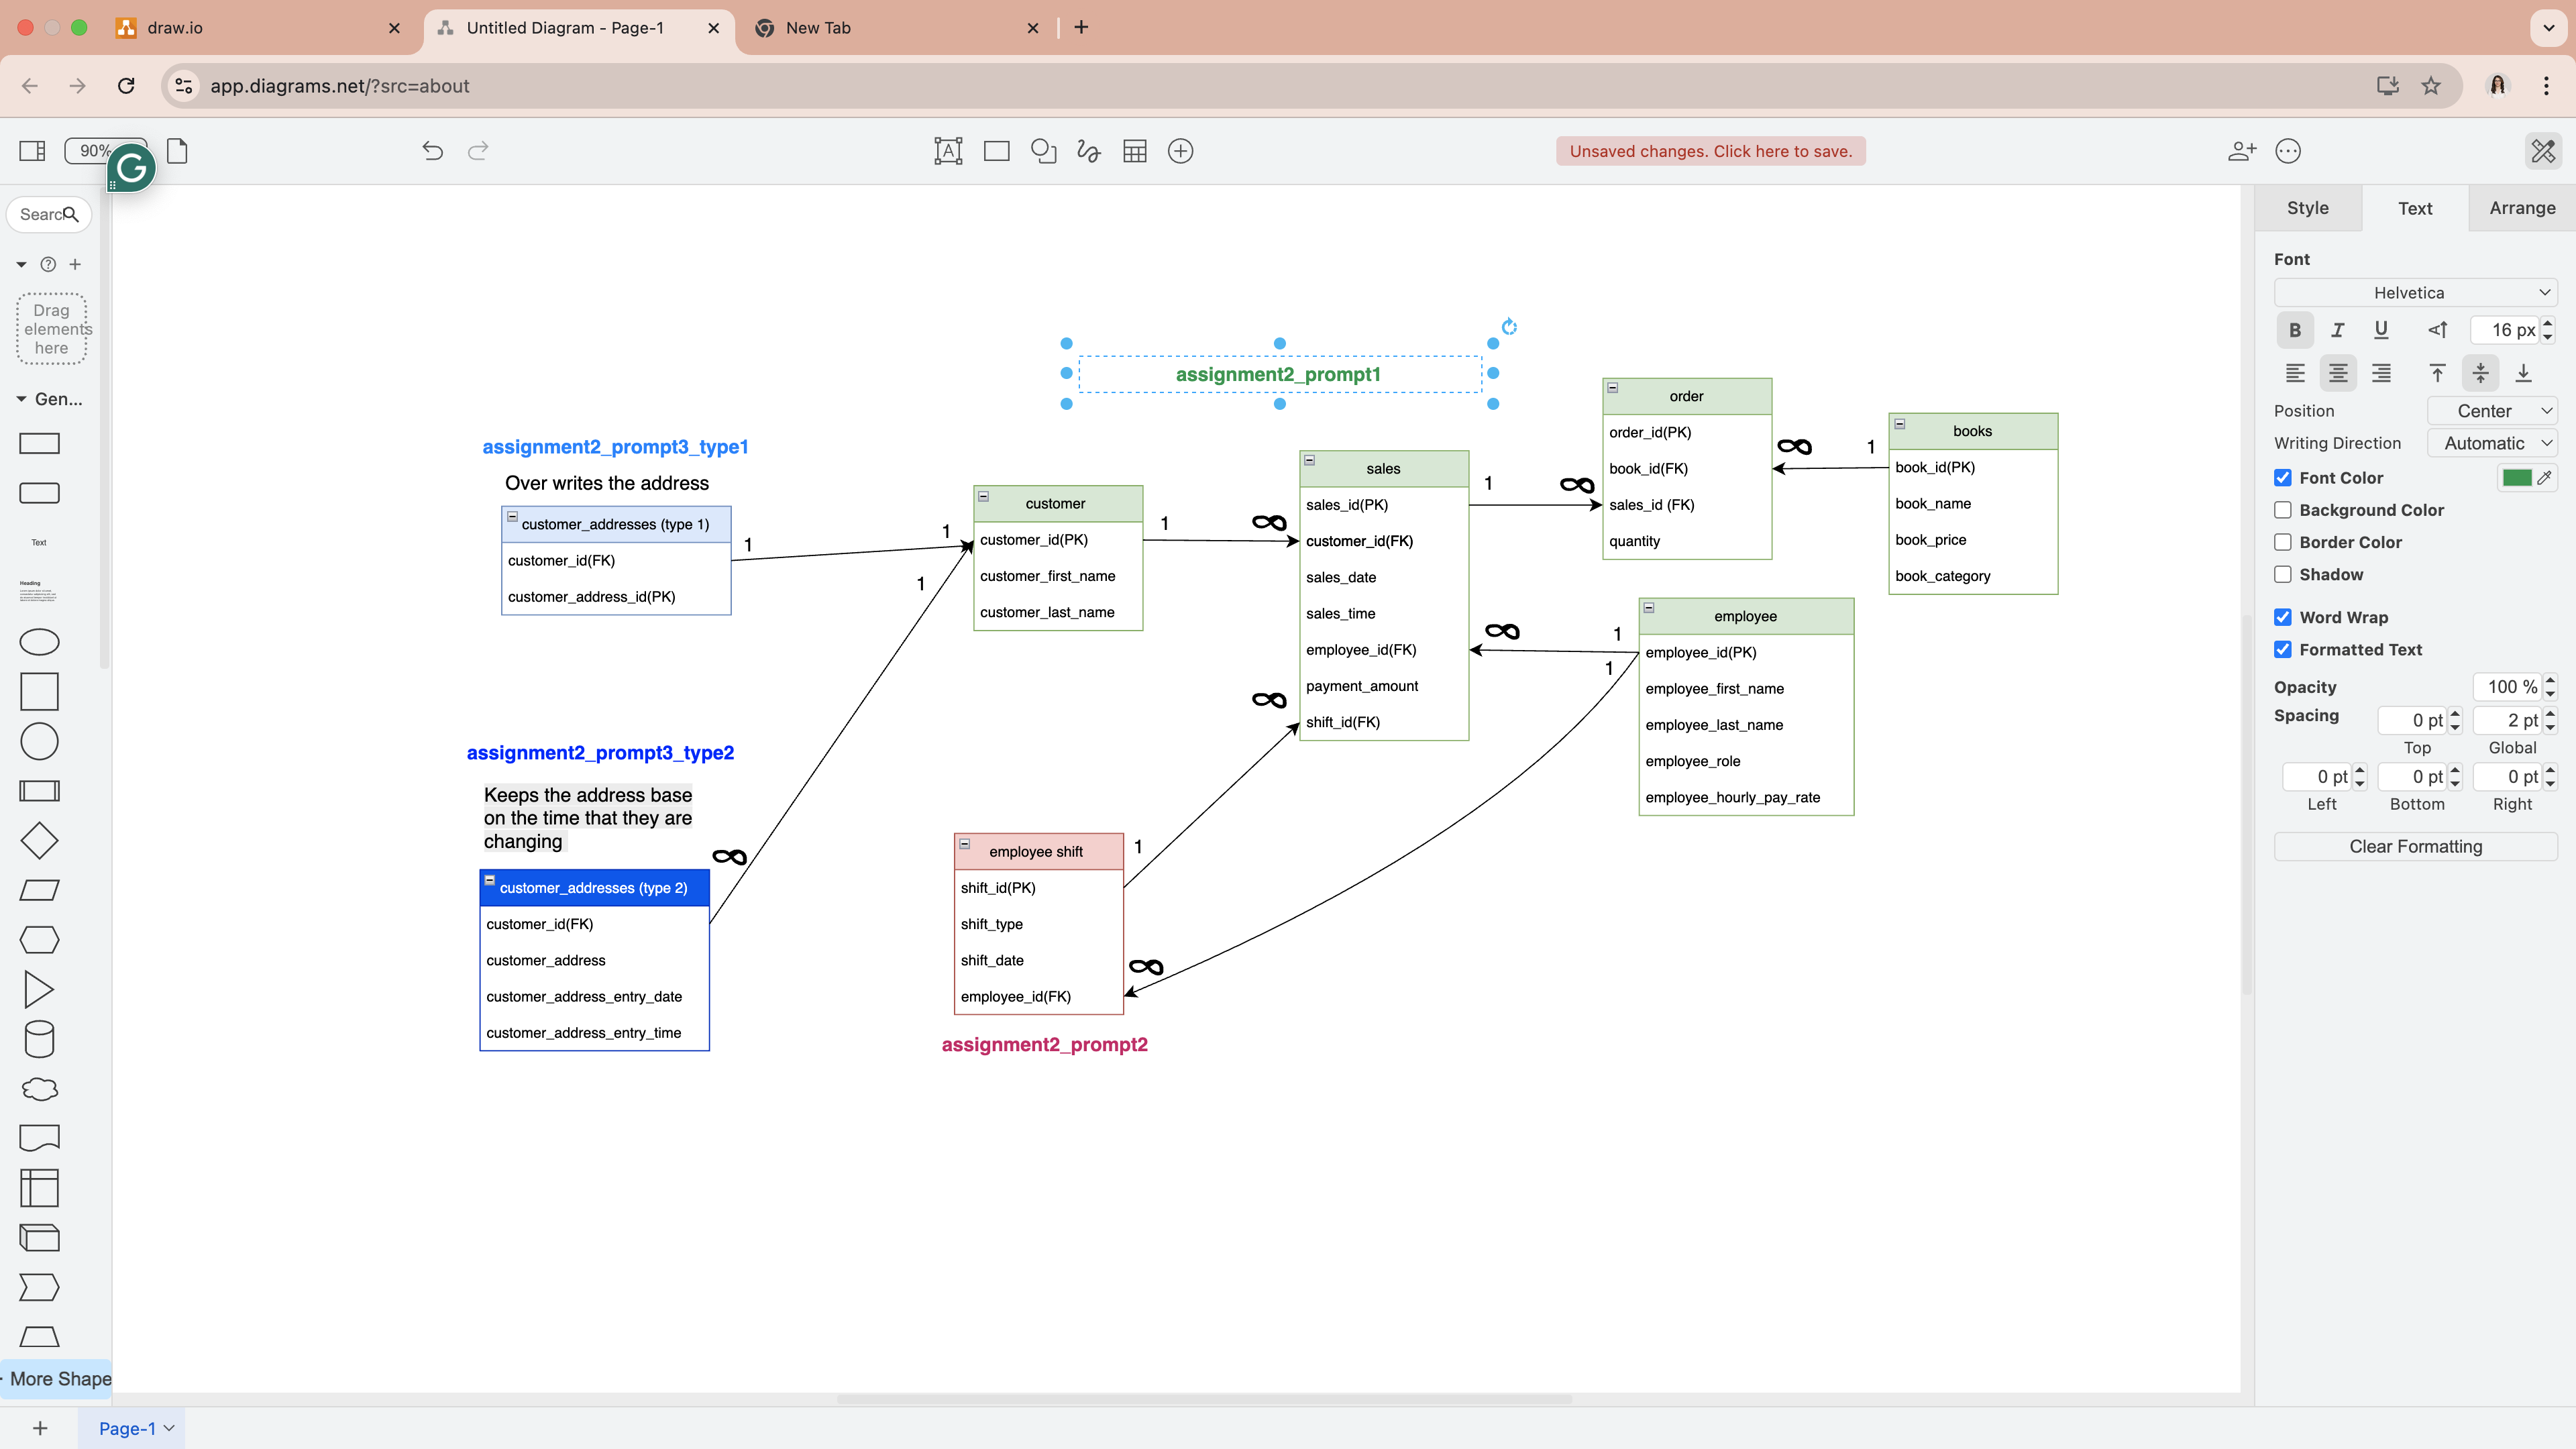 draw.io
Untitled Diagram - Page-1
New Tab
app.diagrams.net/?src=about
90%
Unsaved changes. Click here to save.
Searc
Drag
elements
here
Gen...
Text
Heading
More Shape
Page-1
assignment2_prompt1
assignment2_prompt3_type1
Over writes the address
customer_addresses (type 1)
customer_id(FK)
customer_address_id(PK)
1
1
1
assignment2_prompt3_type2
Keeps the address base
on the time that they are
changing
∞
customer_addresses (type 2)
customer_id(FK)
customer_address
customer_address_entry_date
customer_address_entry_time
customer
customer_id(PK)
customer_first_name
customer_last_name
1
∞
sales
sales_id(PK)
customer_id(FK)
sales_date
sales_time
employee_id(FK)
payment_amount
shift_id(FK)
1
∞
order
order_id(PK)
book_id(FK)
sales_id (FK)
quantity
∞
1
books
book_id(PK)
book_name
book_price
book_category
∞
1
1
employee
employee_id(PK)
employee_first_name
employee_last_name
employee_role
employee_hourly_pay_rate
∞
1
employee shift
shift_id(PK)
shift_type
shift_date
employee_id(FK)
∞
assignment2_prompt2
Style
Text
Arrange
Font
Helvetica
B I U
16 px
Position
Center
Writing Direction
Automatic
Font Color
Background Color
Border Color
Shadow
Word Wrap
Formatted Text
Opacity
100 %
Spacing
0 pt
2 pt
Top
Global
0 pt
0 pt
0 pt
Left
Bottom
Right
Clear Formatting